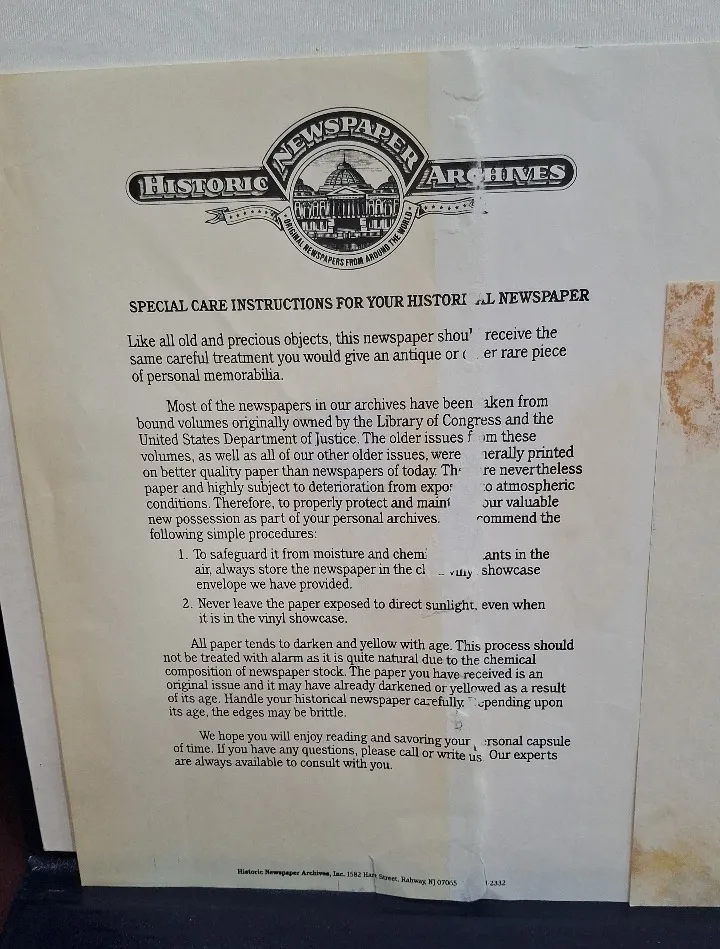 HISTORIC NEWSPAPER ARCHIVES
ORIGINAL NEWSPAPERS FROM AROUND THE WORLD
SPECIAL CARE INSTRUCTIONS FOR YOUR HISTORI AL NEWSPAPER
Like all old and precious objects, this newspaper shou receive the
same careful treatment you would give an antique or er rare piece
of personal memorabilia.
Most of the newspapers in our archives have been aken from
bound volumes originally owned by the Library of Congress and the
United States Department of Justice. The older issues f om these
volumes, as well as all of our other older issues, were nerally printed
on better quality paper than newspapers of today. Th re nevertheless
paper and highly subject to deterioration from expo o atmospheric
conditions. Therefore, to properly protect and main our valuable
new possession as part of your personal archives. commend the
following simple procedures:
1. To safeguard it from moisture and chem ants in the
air, always store the newspaper in the cl showcase
envelope we have provided.
2. Never leave the paper exposed to direct sunlight, even when
it is in the vinyl showcase.
All paper tends to darken and yellow with age. This process should
not be treated with alarm as it is quite natural due to the chemical
composition of newspaper stock. The paper you have received is an
original issue and it may have already darkened or yellowed as a result
of its age. Handle your historical newspaper carefully. pending upon
its age, the edges may be brittle.
We hope you will enjoy reading and savoring your rsonal capsule
of time. If you have any questions, please call or write us. Our experts
are always available to consult with you.
Historic Newspaper Archives, Inc. 1582 Hart Street, Rahway, NJ 07065 2332